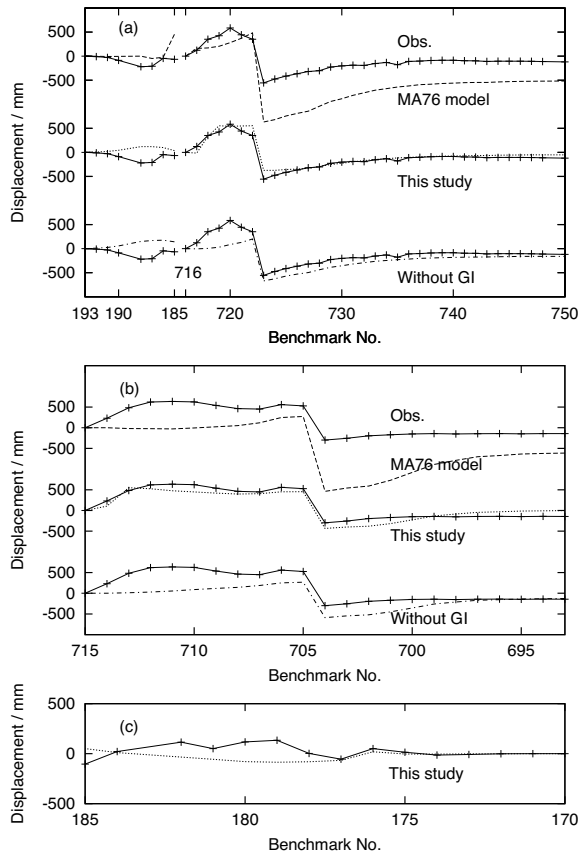 (a)
500
0
-500
Obs.
MA76 model
500
0
-500
This study
500
0
-500
716
Without GI
Displacement / mm
193 190 185 720 730 740 750
Benchmark No.
(b)
500
0
-500
Obs.
MA76 model
500
0
-500
This study
500
0
-500
Without GI
Displacement / mm
715 710 705 700 695
Benchmark No.
(c)
500
0
-500
This study
Displacement / mm
185 180 175 170
Benchmark No.